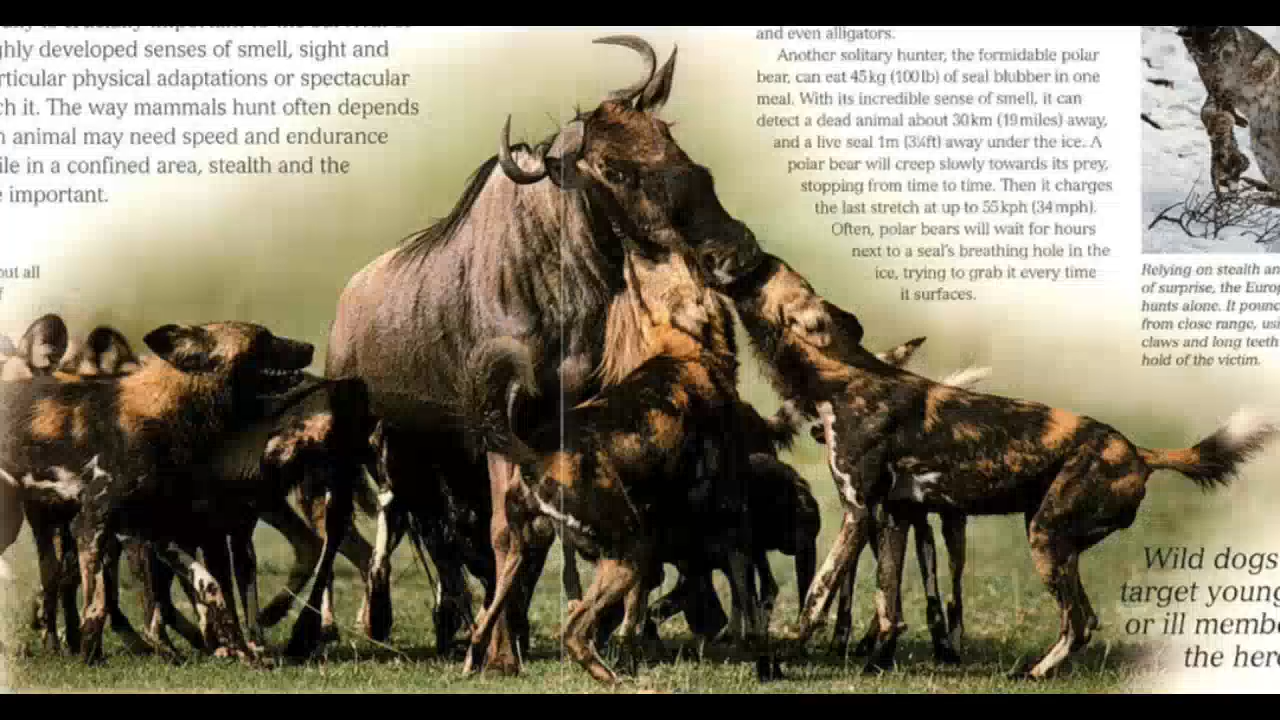 ghly developed senses of smell, sight and
rticular physical adaptations or spectacular
ch it. The way mammals hunt often depends
n animal may need speed and endurance
ile in a confined area, stealth and the
e important.
out all
f
and even alligators.
Another solitary hunter, the formidable polar
bear, can eat 45kg (100lb) of seal blubber in one
meal. With its incredible sense of smell, it can
detect a dead animal about 30km (19miles) away,
and a live seal 1m (3¼ft) away under the ice. A
polar bear will creep slowly towards its prey,
stopping from time to time. Then it charges
the last stretch at up to 55kph (34mph).
Often, polar bears will wait for hours
next to a seal's breathing hole in the
ice, trying to grab it every time
it surfaces.
Relying on stealth an
of surprise, the Europ
hunts alone. It pounc
from close range, usi
claws and long teeth
hold of the victim.
Wild dogs
target young
or ill membe
the her